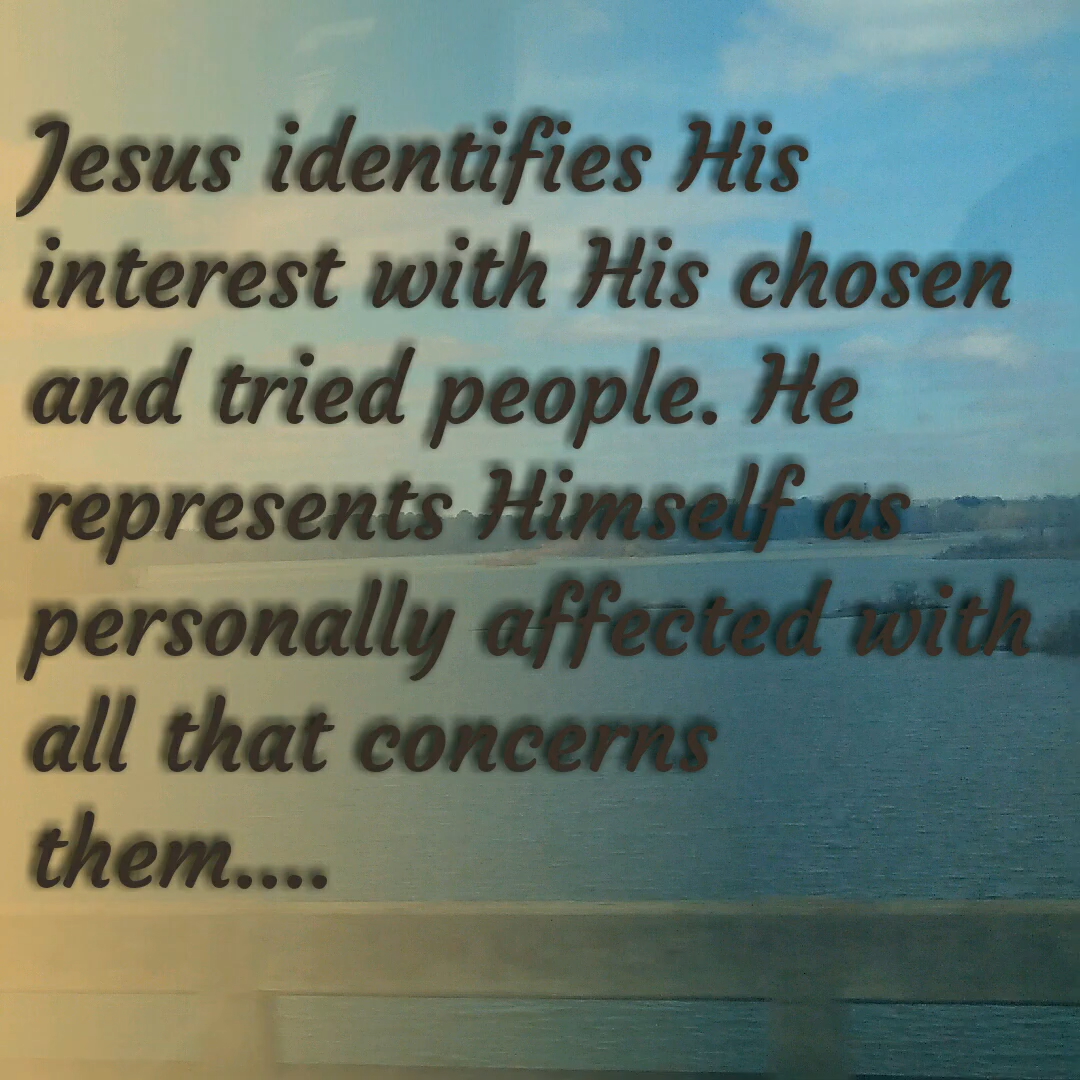 Jesus identifies His
interest with His chosen
and tried people. He
represents Himself as
personally affected with
all that concerns
them....